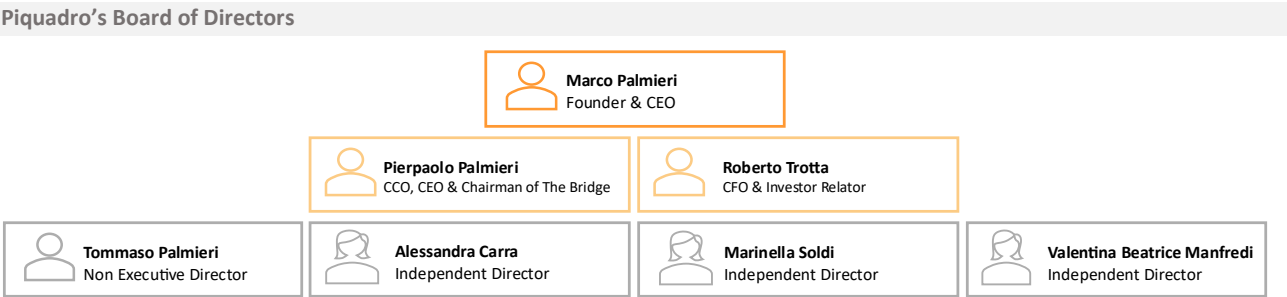 Piquadro’s Board of Directors
Marco Palmieri
Founder & CEO
Pierpaolo Palmieri
CCO, CEO & Chairman of The Bridge
Roberto Trotta
CFO & Investor Relator
Tommaso Palmieri
Non Executive Director
Alessandra Carra
Independent Director
Marinella Soldi
Independent Director
Valentina Beatrice Manfredi
Independent Director